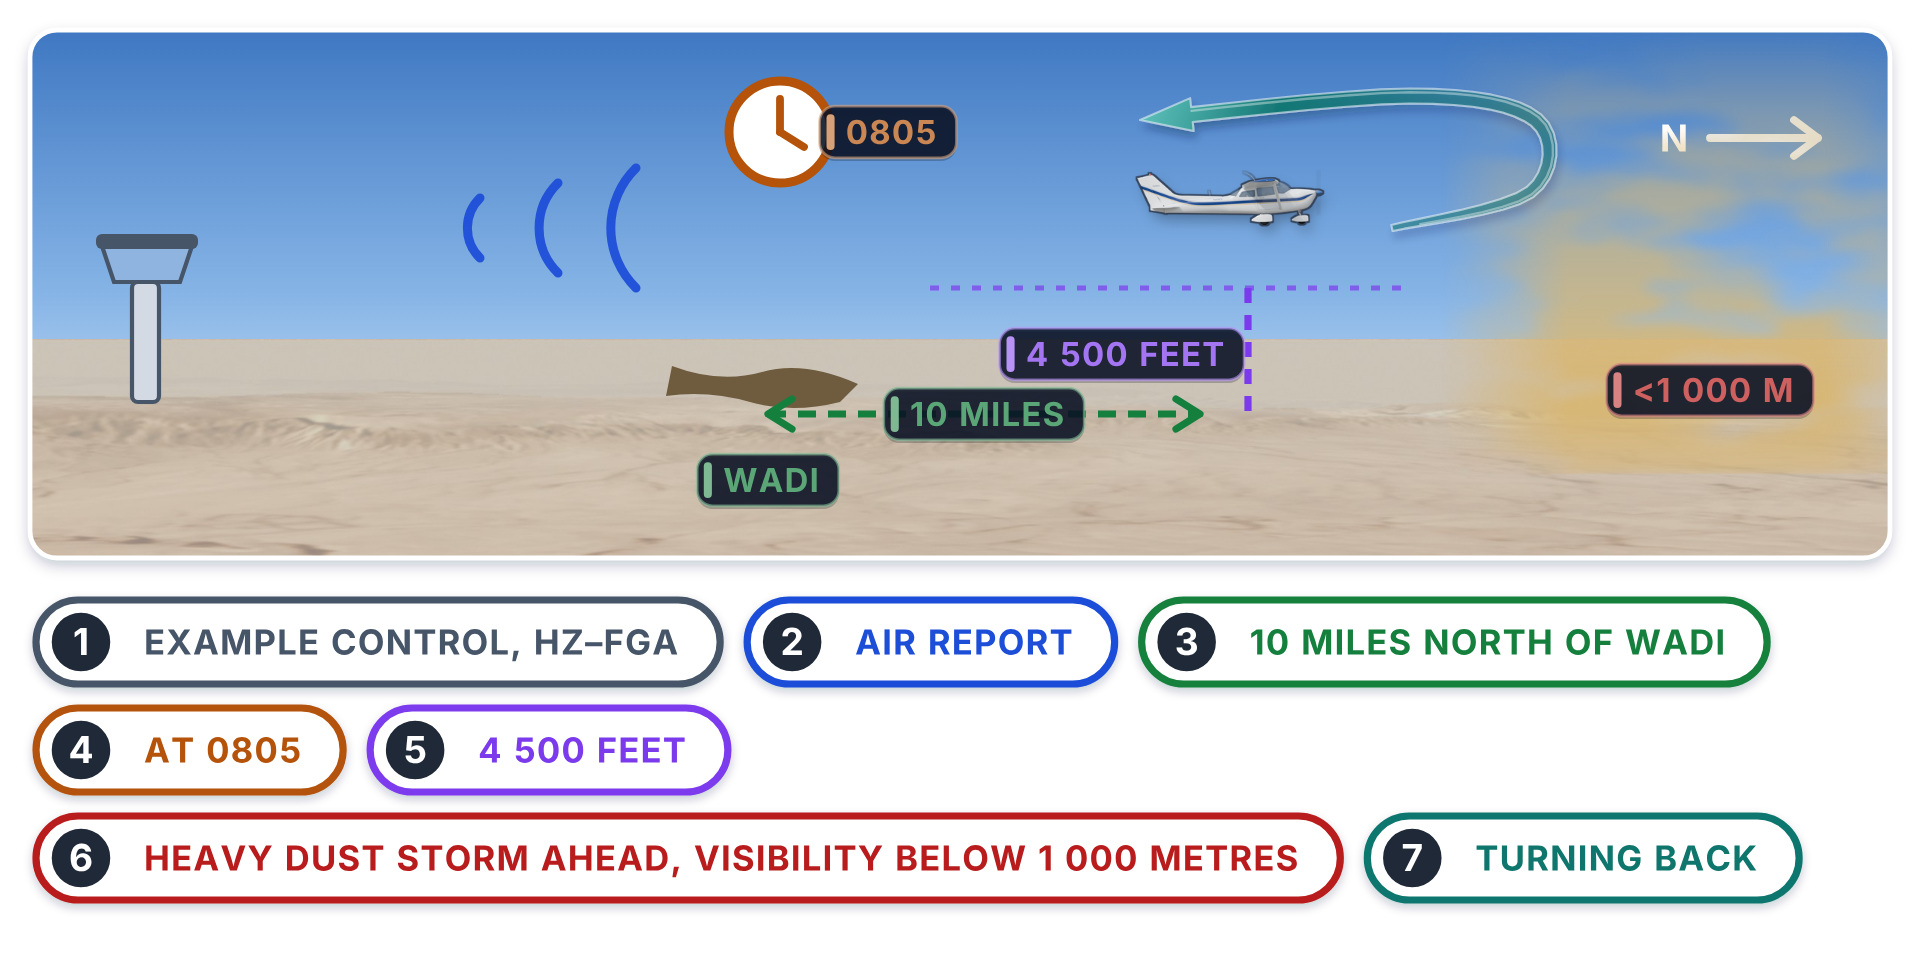 0805
N
4 500 FEET
<1 000 M
10 MILES
WADI
1 EXAMPLE CONTROL, HZ–FGA
2 AIR REPORT
3 10 MILES NORTH OF WADI
4 AT 0805
5 4 500 FEET
6 HEAVY DUST STORM AHEAD, VISIBILITY BELOW 1 000 METRES
7 TURNING BACK